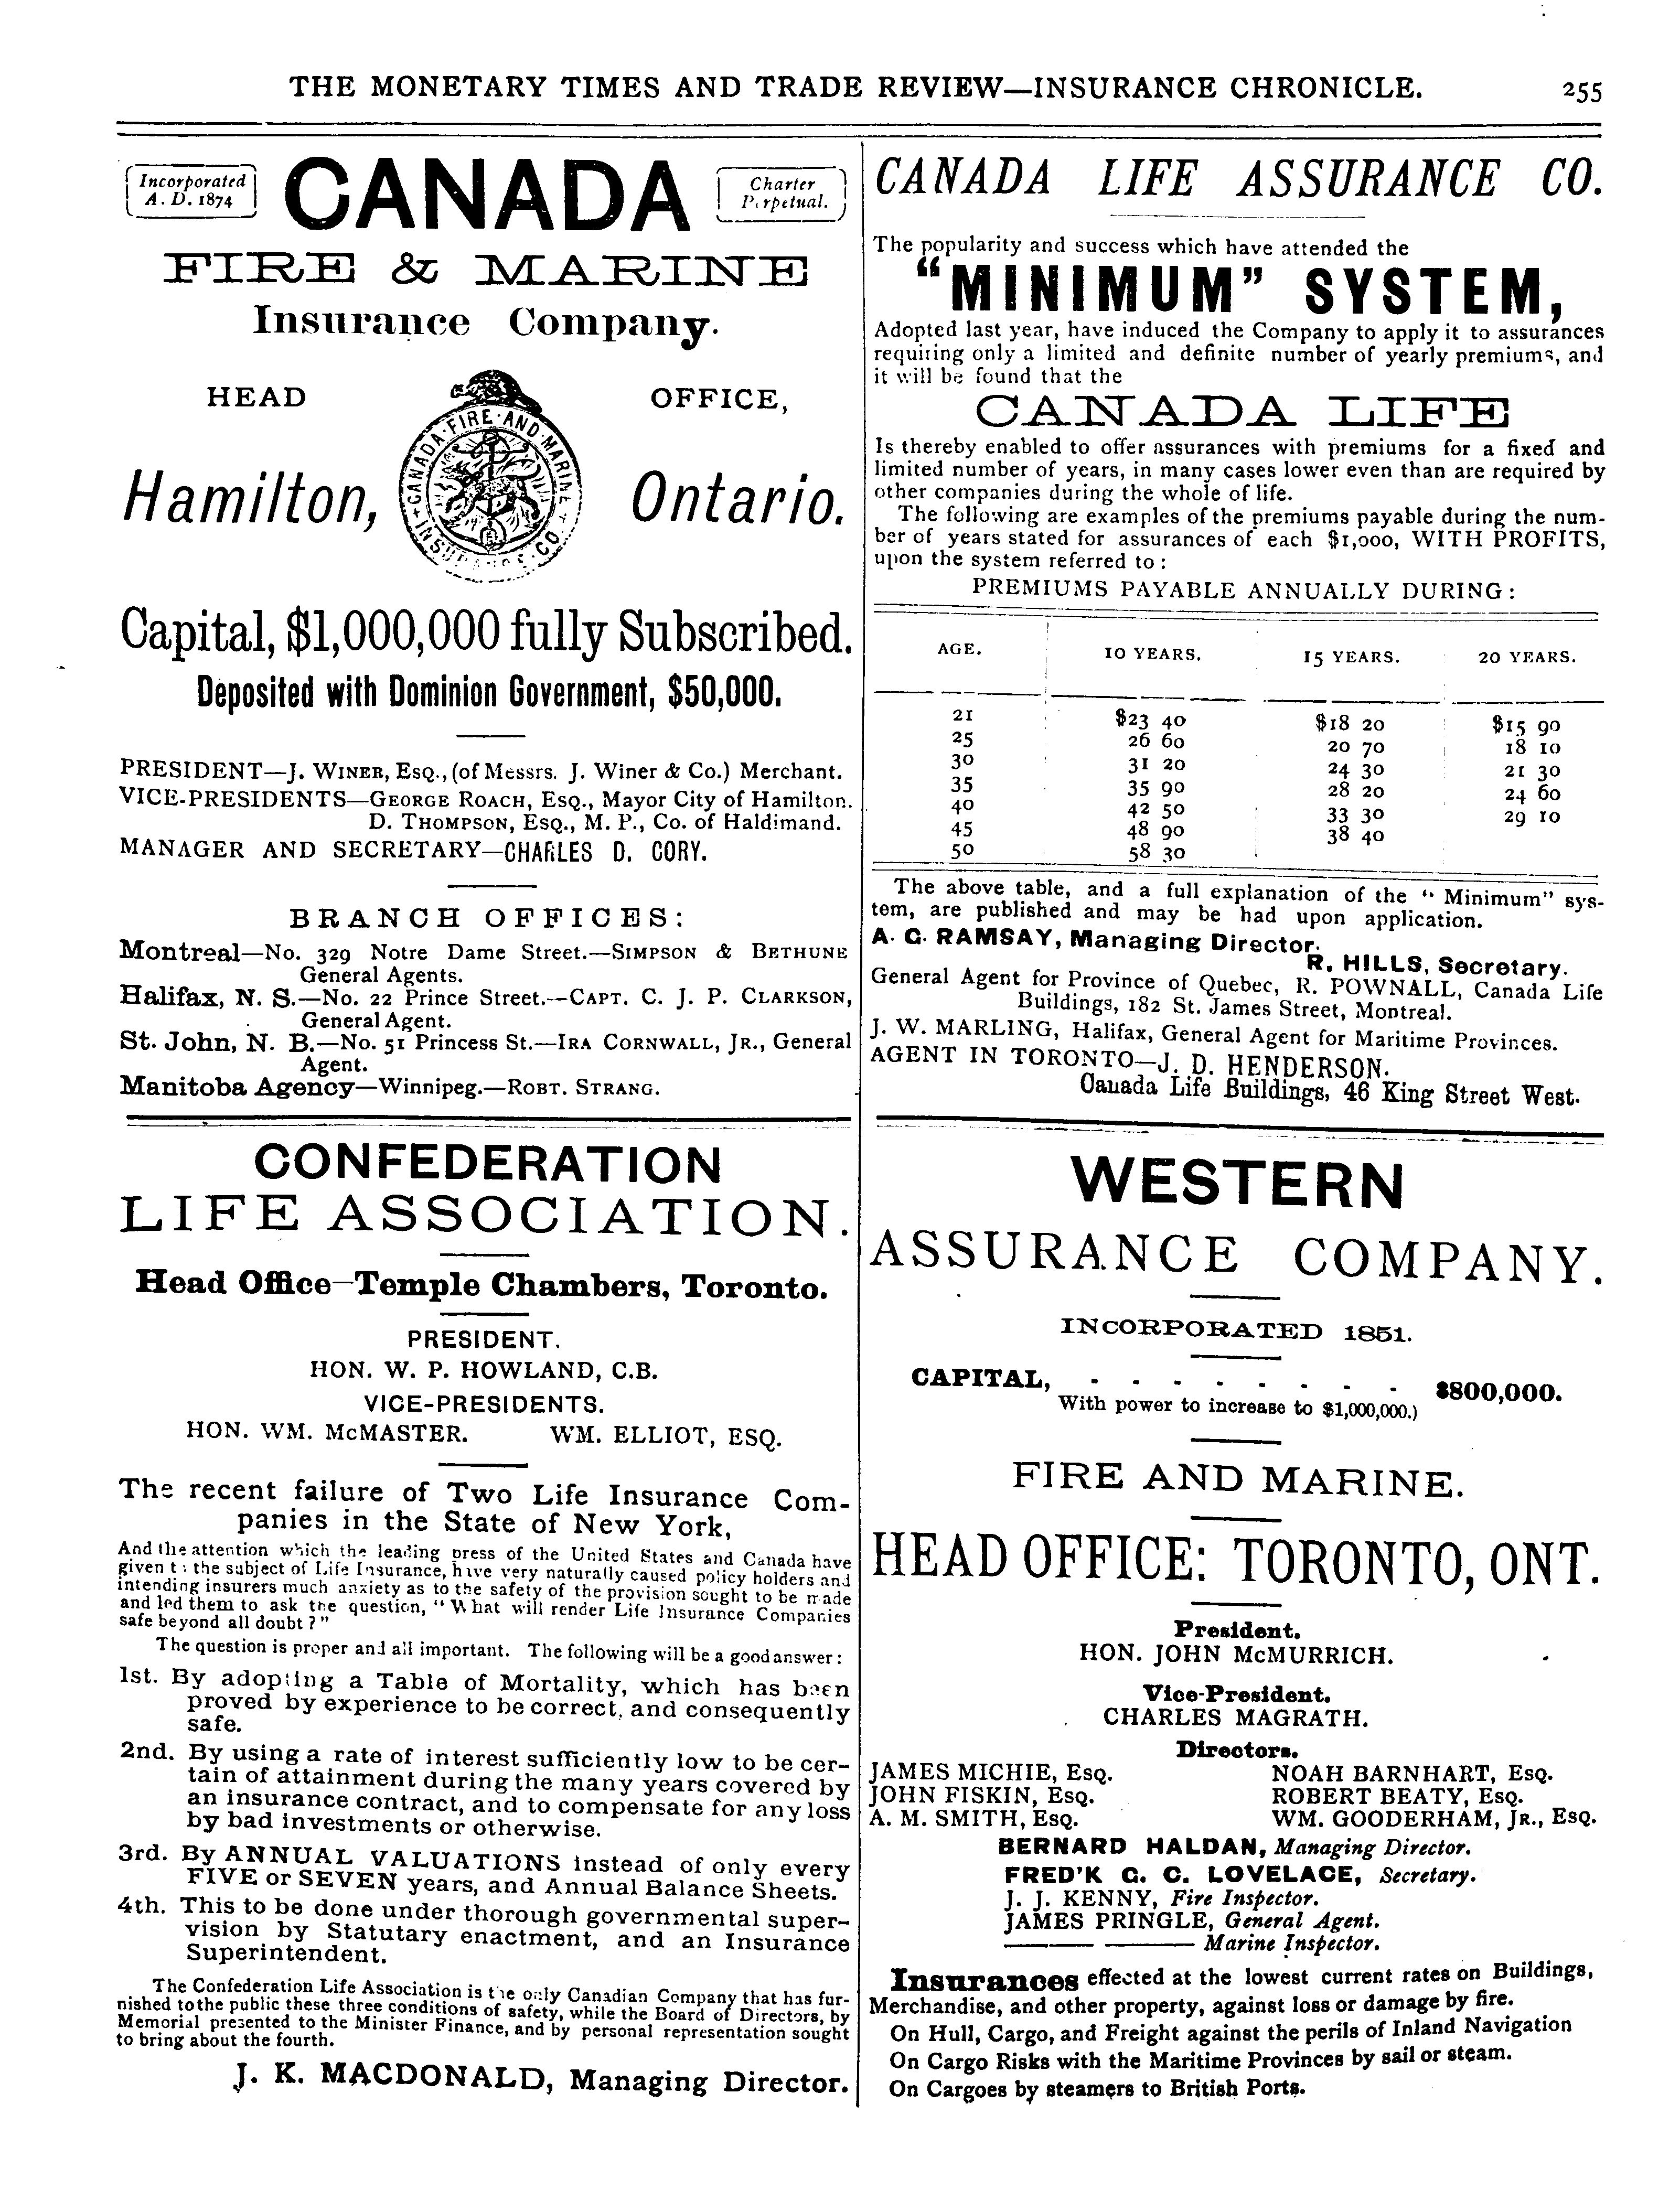 THE MONETARY TIMES AND TRADE REVIEW—INSURANCE CHRONICLE. 255
Incorporated
A. D. 1874
CANADA
Charter
Perpetual.
FIRE & MARINE
Insurance Company.
HEAD OFFICE,
CANADA·FIRE·AND·MARINE INSURANCE CO
Hamilton, Ontario.
Capital, $1,000,000 fully Subscribed.
Deposited with Dominion Government, $50,000.
PRESIDENT—J. WINER, ESQ., (of Messrs. J. Winer & Co.) Merchant.
VICE-PRESIDENTS—GEORGE ROACH, ESQ., Mayor City of Hamilton.
D. THOMPSON, ESQ., M. P., Co. of Haldimand.
MANAGER AND SECRETARY—CHARLES D. CORY.
BRANCH OFFICES:
Montreal—No. 329 Notre Dame Street.—SIMPSON & BETHUNE
General Agents.
Halifax, N. S.—No. 22 Prince Street.—CAPT. C. J. P. CLARKSON,
General Agent.
St. John, N. B.—No. 51 Princess St.—IRA CORNWALL, JR., General
Agent.
Manitoba Agency—Winnipeg.—ROBT. STRANG.
CONFEDERATION
LIFE ASSOCIATION.
Head Office—Temple Chambers, Toronto.
PRESIDENT.
HON. W. P. HOWLAND, C.B.
VICE-PRESIDENTS.
HON. WM. McMASTER. WM. ELLIOT, ESQ.
The recent failure of Two Life Insurance Com-
panies in the State of New York,
And the attention which the leading press of the United States and Canada have
given to the subject of Life Insurance, have very naturally caused policy holders and
intending insurers much anxiety as to the safety of the provision sought to be made
and led them to ask the question, "What will render Life Insurance Companies
safe beyond all doubt?"
The question is proper and all important. The following will be a good answer:
1st. By adopting a Table of Mortality, which has been
proved by experience to be correct, and consequently
safe.
2nd. By using a rate of interest sufficiently low to be cer-
tain of attainment during the many years covered by
an insurance contract, and to compensate for any loss
by bad investments or otherwise.
3rd. By ANNUAL VALUATIONS instead of only every
FIVE or SEVEN years, and Annual Balance Sheets.
4th. This to be done under thorough governmental super-
vision by Statutary enactment, and an Insurance
Superintendent.
The Confederation Life Association is the only Canadian Company that has fur-
nished to the public these three conditions of safety, while the Board of Directors, by
Memorial presented to the Minister Finance, and by personal representation sought
to bring about the fourth.
J. K. MACDONALD, Managing Director.
CANADA LIFE ASSURANCE CO.
The popularity and success which have attended the
"MINIMUM" SYSTEM,
Adopted last year, have induced the Company to apply it to assurances
requiring only a limited and definite number of yearly premiums, and
it will be found that the
CANADA LIFE
Is thereby enabled to offer assurances with premiums for a fixed and
limited number of years, in many cases lower even than are required by
other companies during the whole of life.
The following are examples of the premiums payable during the num-
ber of years stated for assurances of each $1,000, WITH PROFITS,
upon the system referred to:
PREMIUMS PAYABLE ANNUALLY DURING:
AGE. 10 YEARS. 15 YEARS. 20 YEARS.
21 $23 40 $18 20 $15 90
25 26 60 20 70 18 10
30 31 20 24 30 21 30
35 35 90 28 20 24 60
40 42 50 33 30 29 10
45 48 90 38 40
50 58 30
The above table, and a full explanation of the "Minimum" sys-
tem, are published and may be had upon application.
A. G. RAMSAY, Managing Director.
R. HILLS, Secretary.
General Agent for Province of Quebec, R. POWNALL, Canada Life
Buildings, 182 St. James Street, Montreal.
J. W. MARLING, Halifax, General Agent for Maritime Provinces.
AGENT IN TORONTO—J. D. HENDERSON.
Canada Life Buildings, 46 King Street West.
WESTERN
ASSURANCE COMPANY.
INCORPORATED 1851.
CAPITAL, - - - - - - - - $800,000.
With power to increase to $1,000,000.)
FIRE AND MARINE.
HEAD OFFICE: TORONTO, ONT.
President.
HON. JOHN McMURRICH.
Vice-President.
CHARLES MAGRATH.
Directors.
JAMES MICHIE, ESQ. NOAH BARNHART, ESQ.
JOHN FISKIN, ESQ. ROBERT BEATY, ESQ.
A. M. SMITH, ESQ. WM. GOODERHAM, JR., ESQ.
BERNARD HALDAN, Managing Director.
FRED'K G. C. LOVELACE, Secretary.
J. J. KENNY, Fire Inspector.
JAMES PRINGLE, General Agent.
——— ——— Marine Inspector.
Insurances effected at the lowest current rates on Buildings,
Merchandise, and other property, against loss or damage by fire.
On Hull, Cargo, and Freight against the perils of Inland Navigation
On Cargo Risks with the Maritime Provinces by sail or steam.
On Cargoes by steamers to British Ports.